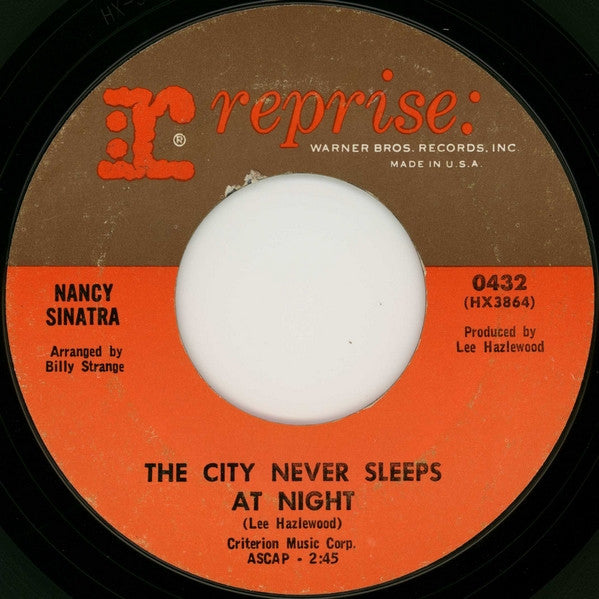 r® reprise:
WARNER BROS. RECORDS, INC.
MADE IN U.S.A.
NANCY
SINATRA
Arranged by
Billy Strange
0432
(HX3864)
Produced by
Lee Hazlewood
THE CITY NEVER SLEEPS
AT NIGHT
(Lee Hazlewood)
Criterion Music Corp.
ASCAP - 2:45